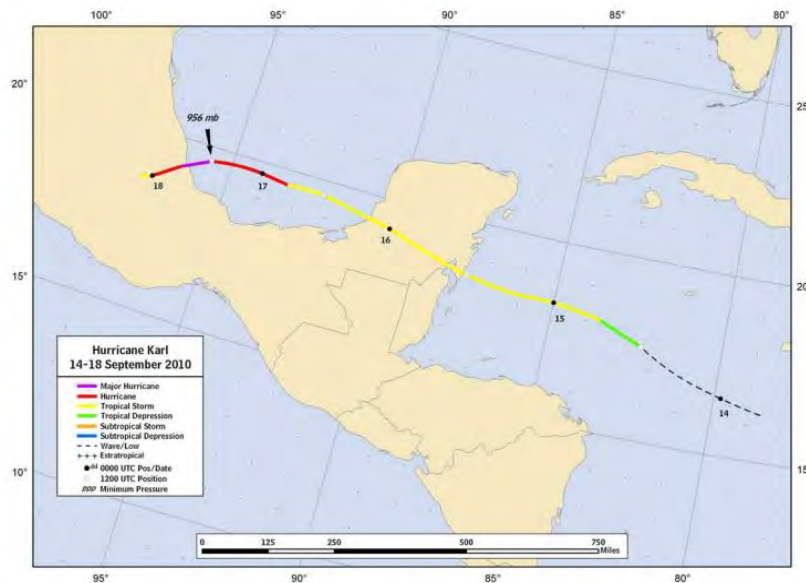 95°
90°
85°
80°
20°
25°
956 mb
18
17
16
15°
20°
15
14
Hurricane Karl
14-18 September 2010
Major Hurricane
Hurricane
Tropical Storm
Tropical Depression
Subtropical Storm
Subtropical Depression
Wave/Low
Extratropical
dd 0000 UTC Pos/Date
1200 UTC Position
PPP Minimum Pressure
10°
15°
0 125 250 500 750
Miles
95°
90°
85°
80°